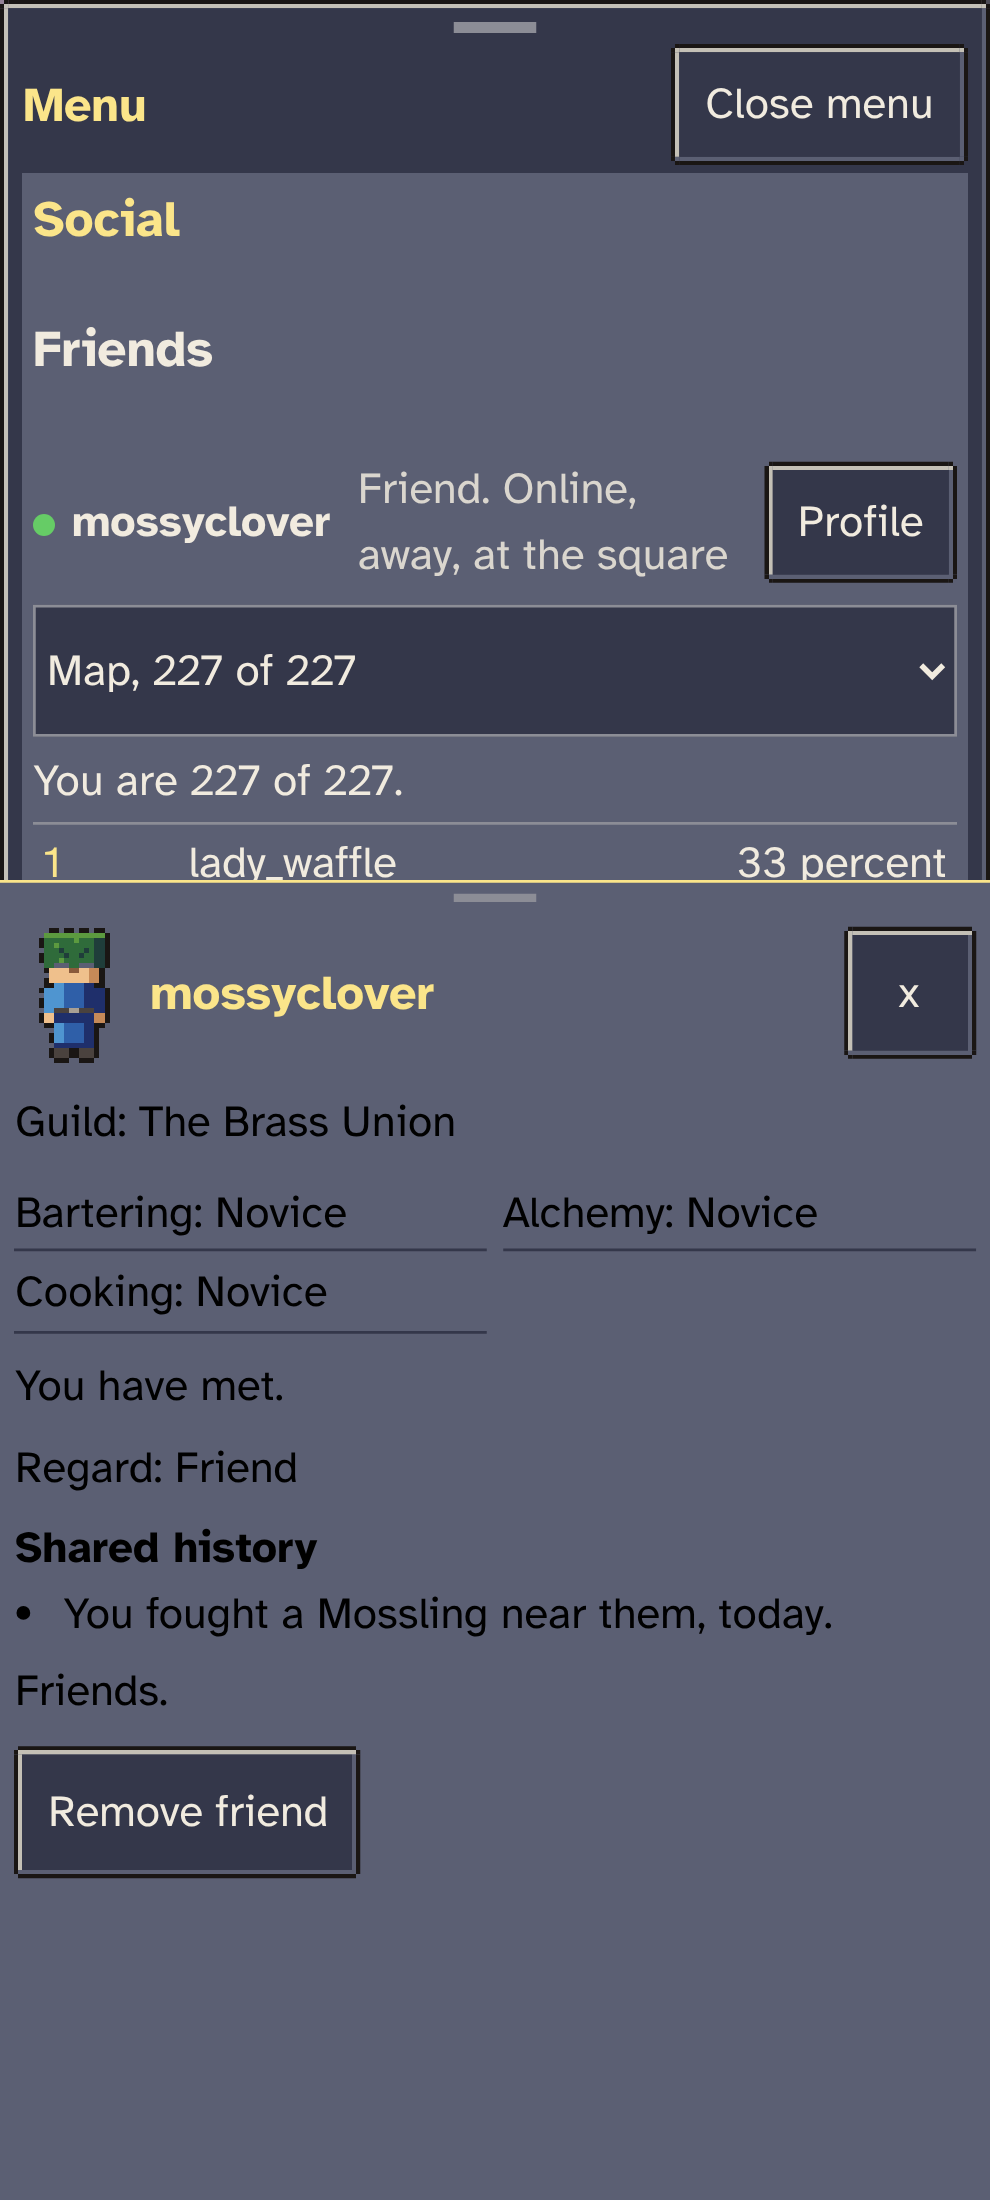 Menu
Close menu
Social
Friends
mossyclover
Friend. Online,
away, at the square
Profile
Map, 227 of 227
You are 227 of 227.
1 lady_waffle 33 percent
mossyclover
x
Guild: The Brass Union
Bartering: Novice
Alchemy: Novice
Cooking: Novice
You have met.
Regard: Friend
Shared history
• You fought a Mossling near them, today.
Friends.
Remove friend